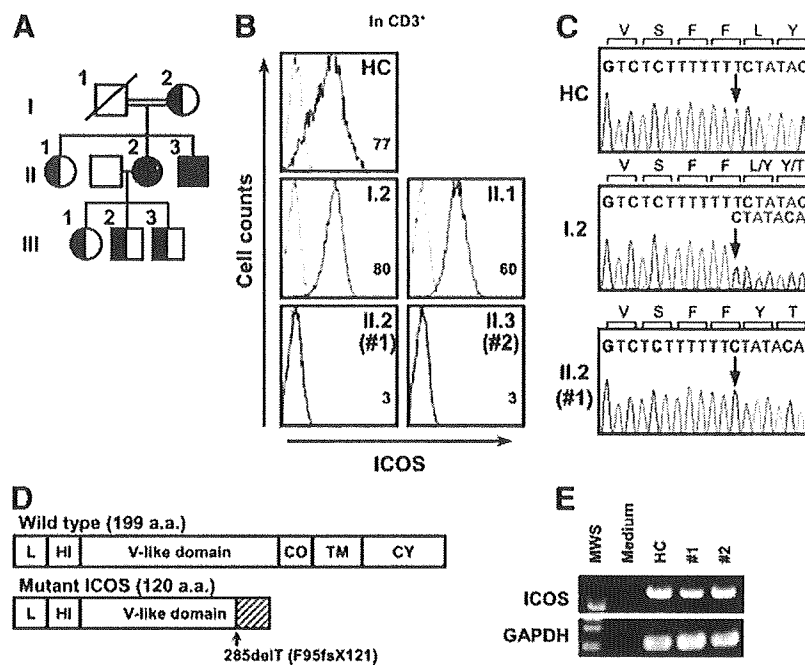 A
1
2
I
1
2
3
II
1
2
3
III
B
In CD3+
HC
77
I.2
80
II.1
60
II.2
(#1)
3
II.3
(#2)
3
Cell counts
ICOS
C
V S F F L Y
GTCTCTTTTTTTCTATAC
HC
V S F F L/Y Y/T
GTCTCTTTTTTTCTATAC
CTATACA
I.2
V S F F Y T
GTCTCTTTTTTCTATACA
II.2
(#1)
D
Wild type (199 a.a.)
L HI V-like domain CO TM CY
Mutant ICOS (120 a.a.)
L HI V-like domain
285delT (F95fsX121)
E
MWS Medium HC #1 #2
ICOS
GAPDH